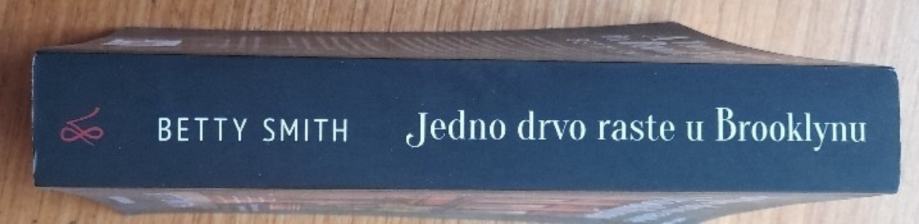 BETTY SMITH
Jedno drvo raste u Brooklynu